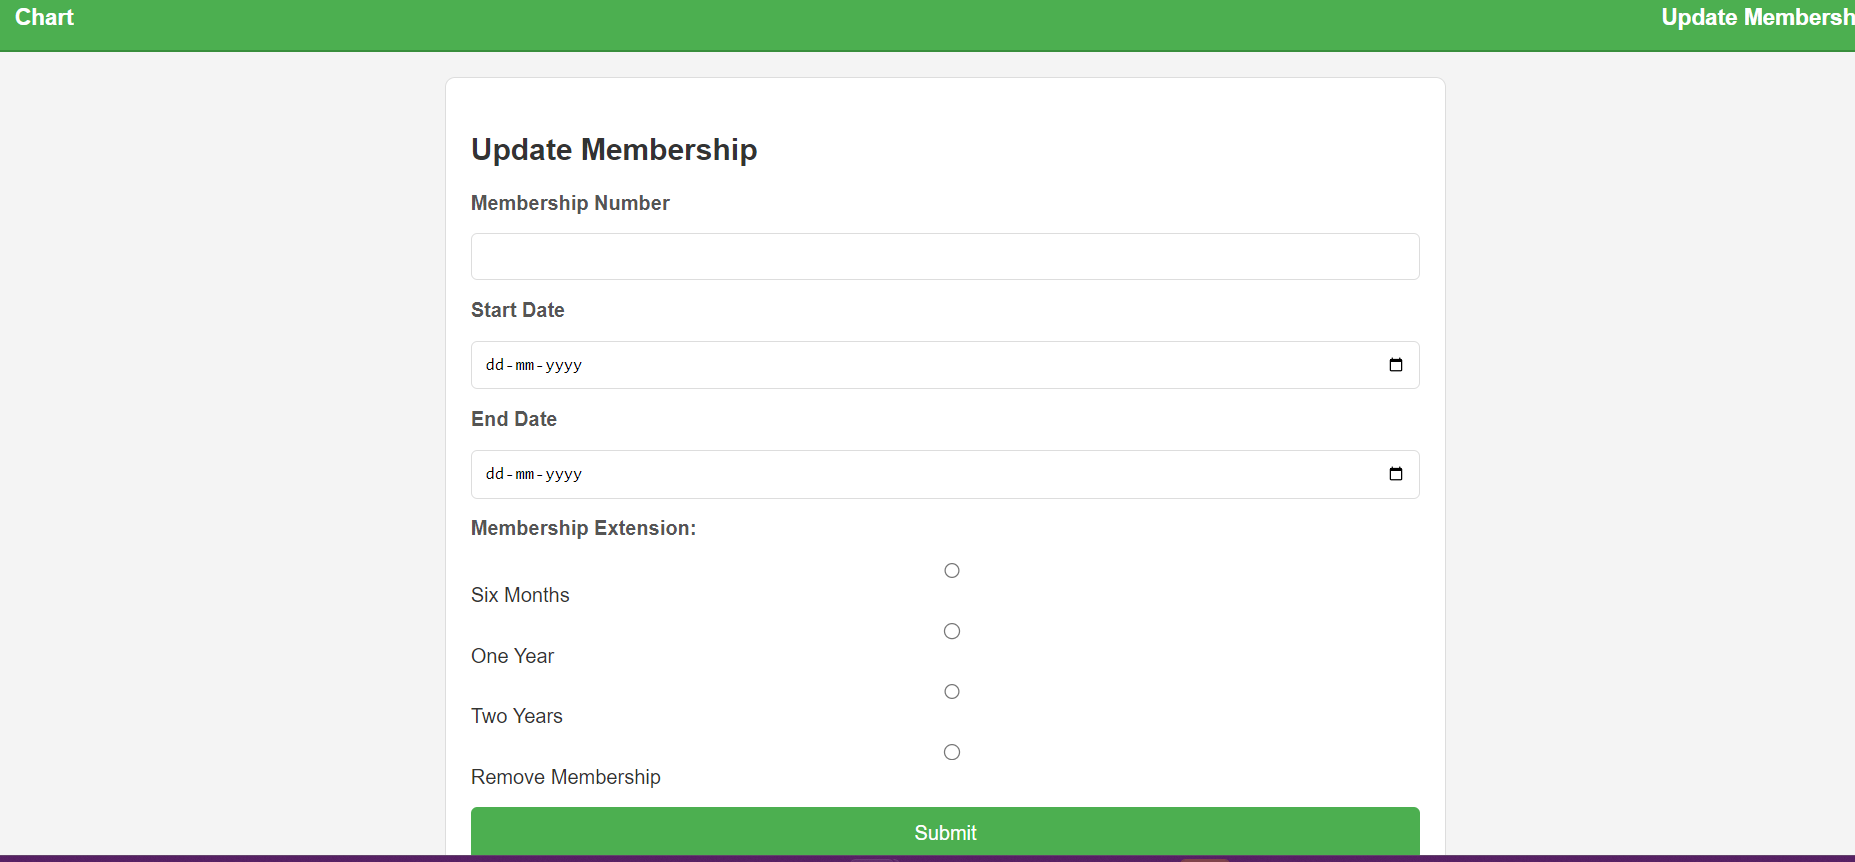 Chart
Update Membersh
Update Membership
Membership Number
Start Date
dd-mm-yyyy
End Date
dd-mm-yyyy
Membership Extension:
Six Months
One Year
Two Years
Remove Membership
Submit